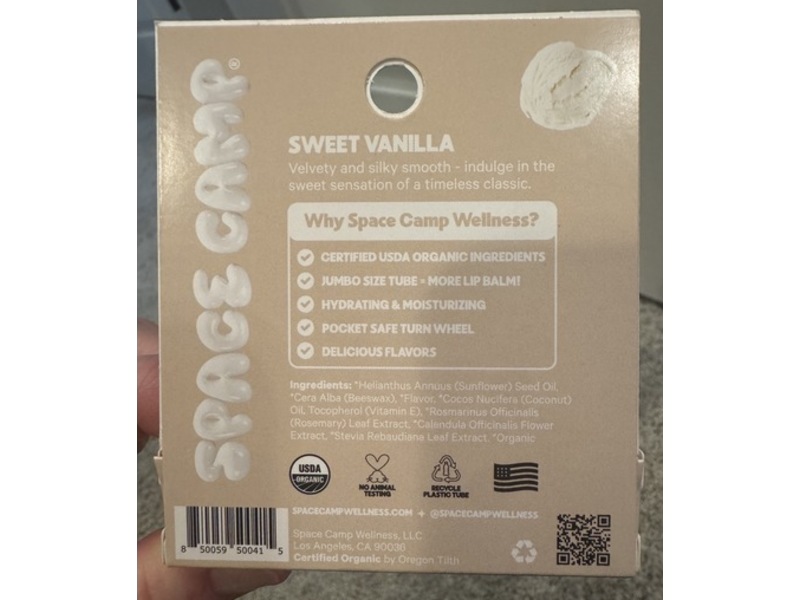 SPACE CAMP®
SWEET VANILLA
Velvety and silky smooth - indulge in the
sweet sensation of a timeless classic.
Why Space Camp Wellness?
CERTIFIED USDA ORGANIC INGREDIENTS
JUMBO SIZE TUBE = MORE LIP BALM!
HYDRATING & MOISTURIZING
POCKET SAFE TURN WHEEL
DELICIOUS FLAVORS
Ingredients: *Helianthus Annous (Sunflower) Seed Oil,
*Cera Alba (Beeswax), *Flavor, *Cocos Nucifera (Coconut)
Oil, Tocopherol (Vitamin E), *Rosmarinus Officinalis
(Rosemary) Leaf Extract, *Calandula Officinalis Flower
Extract, *Stevia Rebaudiana Leaf Extract, *Organic
USDA
ORGANIC
NO ANIMAL
TESTING
RECYCLE
PLASTIC TUBE
SPACECAMPWELLNESS.COM + @SPACECAMPWELLNESS
Space Camp Wellness, LLC
Los Angeles, CA 90036
Certified Organic by Oregon Tilth
8 50059 50041 5